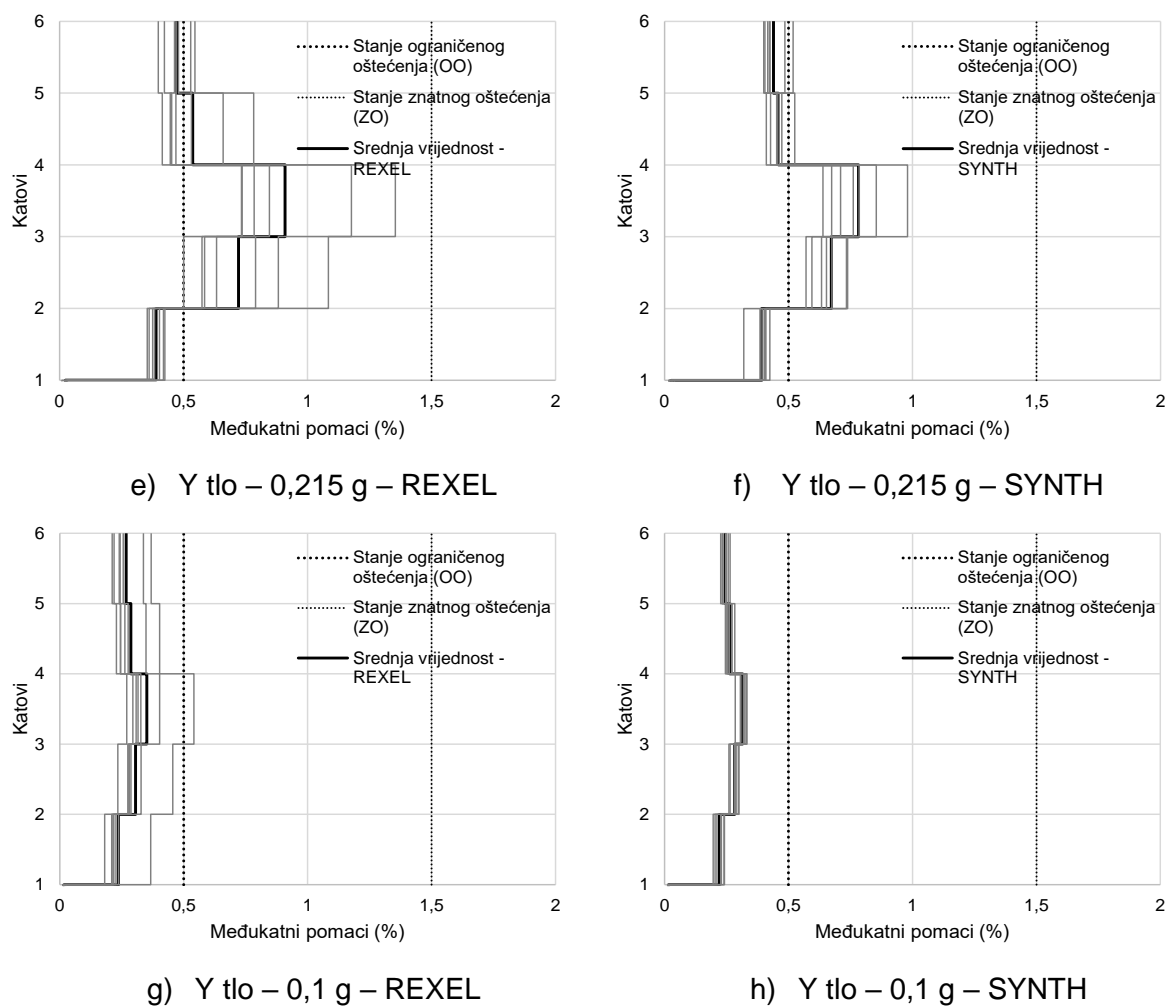 6
5
4
3
2
1
Katovi
0
0,5
1
1,5
2
Međukatni pomaci (%)
Stanje ograničenog
oštećenja (OO)
Stanje znatnog oštećenja
(ZO)
Srednja vrijednost -
REXEL
e) Y tlo – 0,215 g – REXEL
6
5
4
3
2
1
Katovi
0
0,5
1
1,5
2
Međukatni pomaci (%)
Stanje ograničenog
oštećenja (OO)
Stanje znatnog oštećenja
(ZO)
Srednja vrijednost -
SYNTH
f) Y tlo – 0,215 g – SYNTH
6
5
4
3
2
1
Katovi
0
0,5
1
1,5
2
Međukatni pomaci (%)
Stanje ograničenog
oštećenja (OO)
Stanje znatnog oštećenja
(ZO)
Srednja vrijednost -
REXEL
g) Y tlo – 0,1 g – REXEL
6
5
4
3
2
1
Katovi
0
0,5
1
1,5
2
Međukatni pomaci (%)
Stanje ograničenog
oštećenja (OO)
Stanje znatnog oštećenja
(ZO)
Srednja vrijednost -
SYNTH
h) Y tlo – 0,1 g – SYNTH